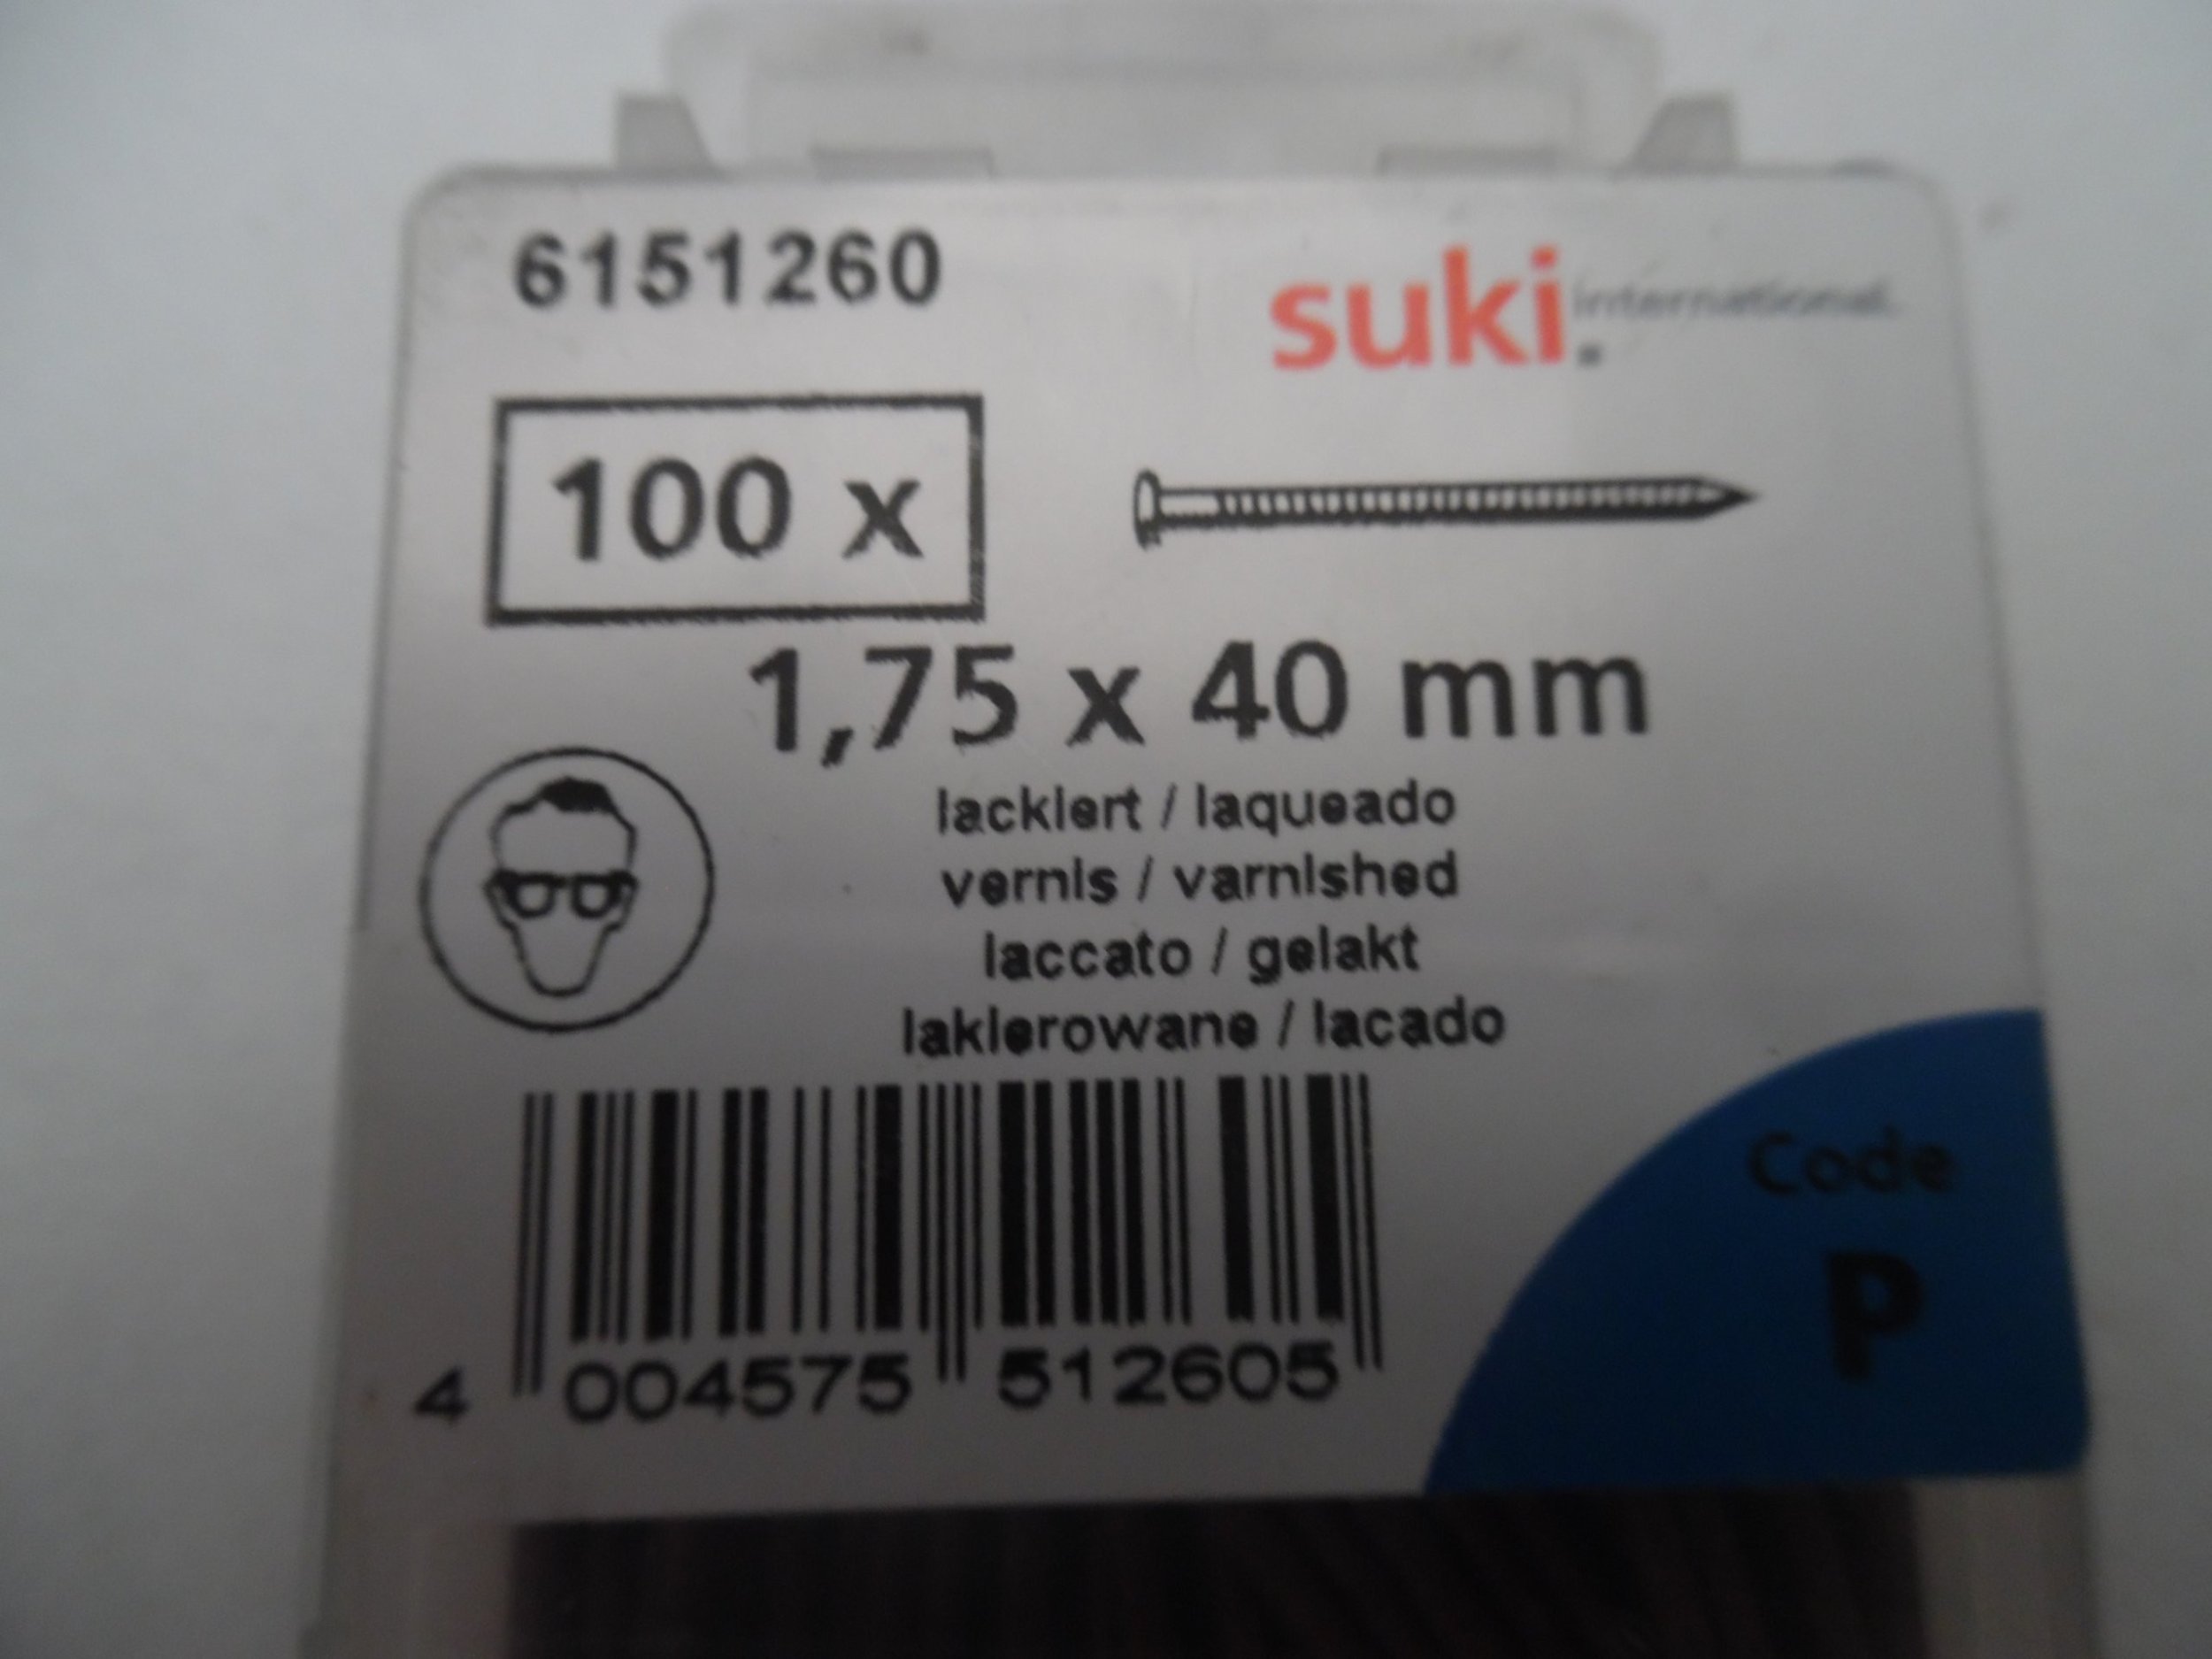 6151260
suki.international.
100 x
1,75 x 40 mm
lackiert / laqueado
vernis / varnished
laccato / gelakt
lakierowane / lacado
4 004575 512605
Code
P